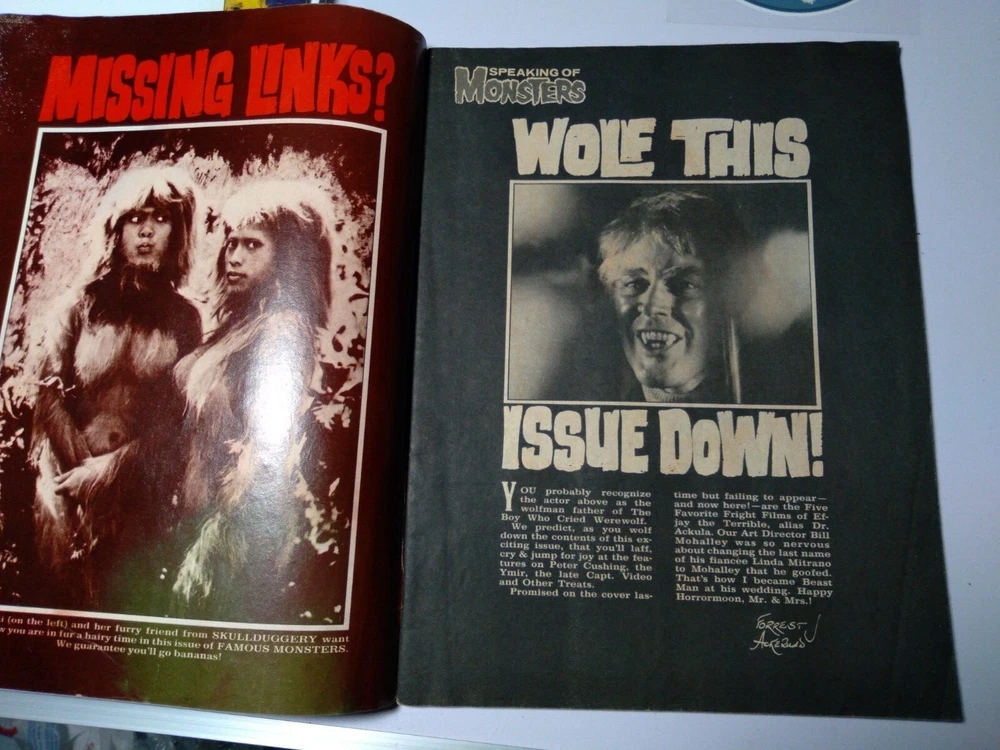 MISSING LINKS?
(on the left) and her furry friend from SKULLDUGGERY want
you are in fur a hairy time in this issue of FAMOUS MONSTERS.
We guarantee you'll go bananas!
SPEAKING OF
MONSTERS
WOLF THIS
ISSUE DOWN!
YOU probably recognize
the actor above as the
wolfman father of The
Boy Who Cried Werewolf.
We predict, as you wolf
down the contents of this ex-
citing issue, that you'll laff,
cry & jump for joy at the fea-
tures on Peter Cushing, the
Ymir, the late Capt. Video
and Other Treats.
Promised on the cover las-
time but failing to appear—
and now here!—are the Five
Favorite Fright Films of Ef-
jay the Terrible, alias Dr.
Ackula. Our Art Director Bill
Mohalley was so nervous
about changing the last name
of his fiancée Linda Mitrano
to Mohalley that he goofed.
That's how I became Beast
Man at his wedding. Happy
Horrormoon, Mr. & Mrs.!
FORREST J
ACKERMAN